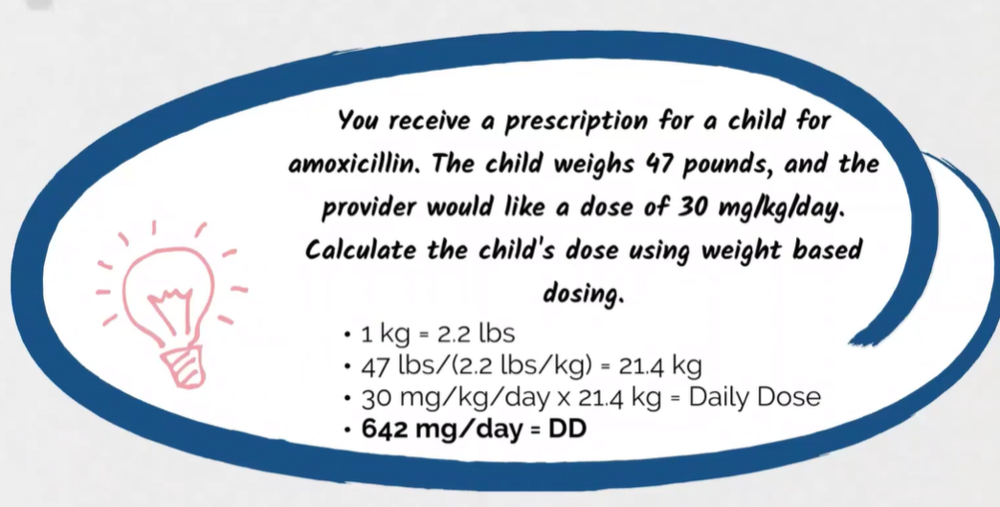 You receive a prescription for a child for
amoxicillin. The child weighs 47 pounds, and the
provider would like a dose of 30 mg/kg/day.
Calculate the child's dose using weight based
dosing.
• 1 kg = 2.2 lbs
• 47 lbs/(2.2 lbs/kg) = 21.4 kg
• 30 mg/kg/day x 21.4 kg = Daily Dose
• 642 mg/day = DD